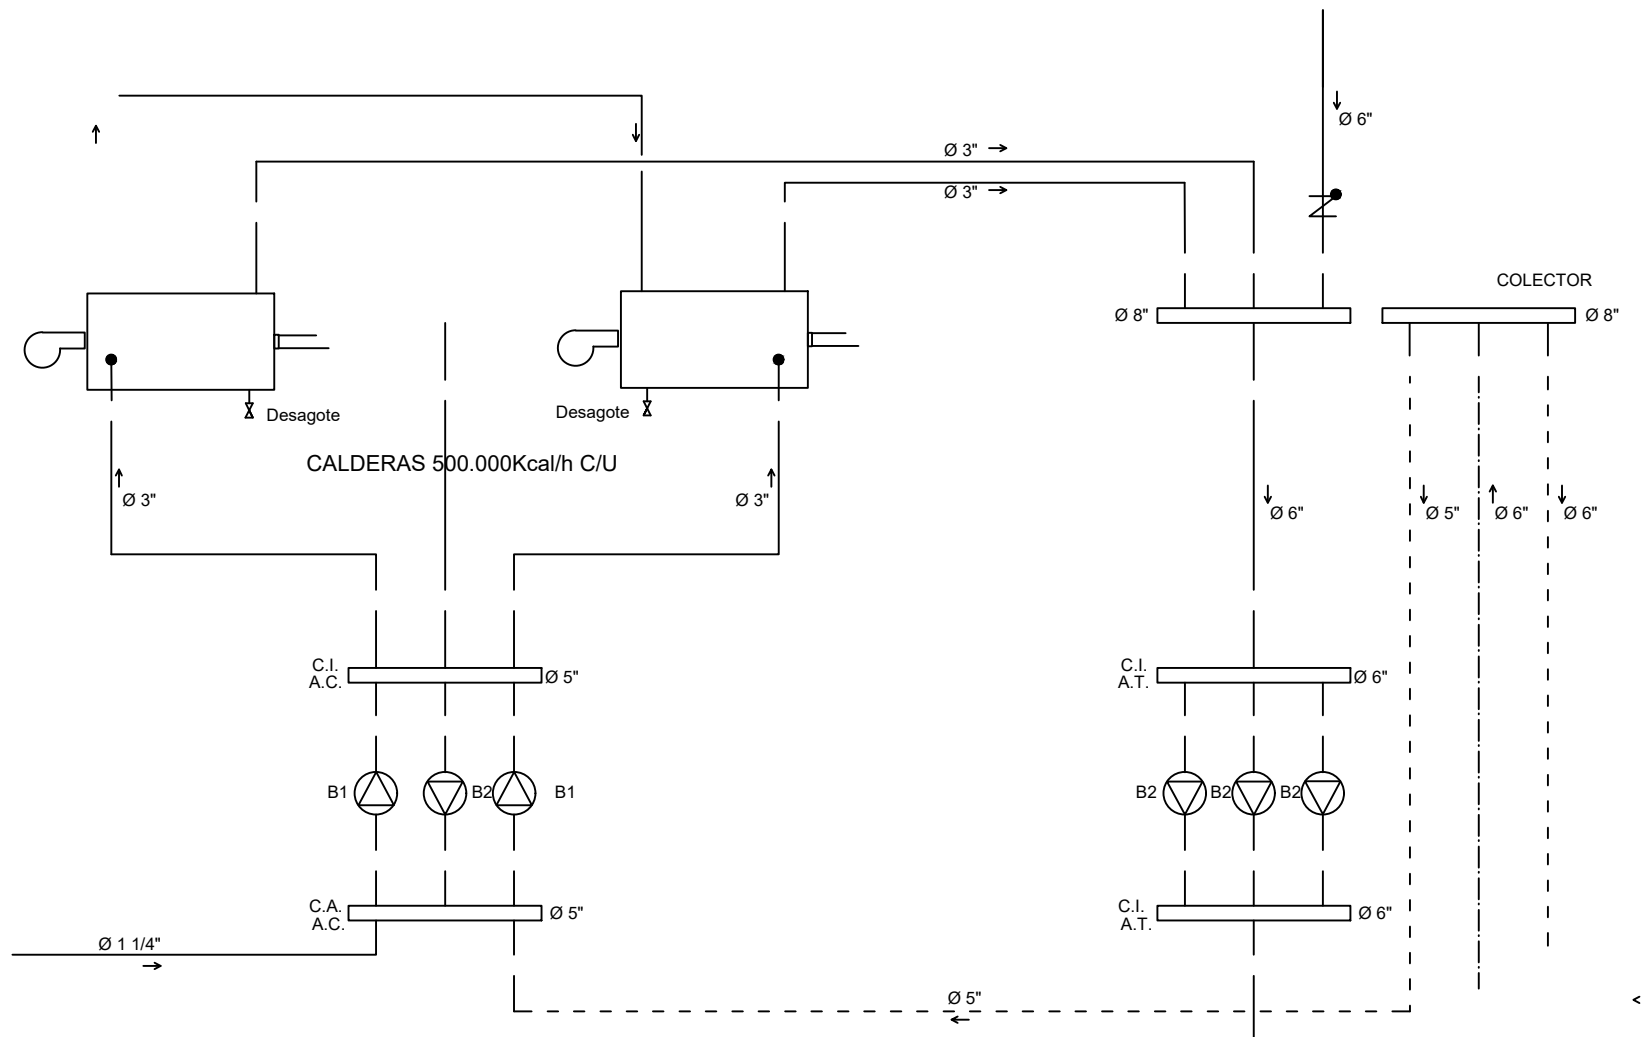 Ø 6"
Ø 3"
Ø 3"
COLECTOR
Ø 8"
Ø 8"
Desagote
Desagote
CALDERAS 500.000Kcal/h C/U
Ø 3"
Ø 3"
Ø 6"
Ø 5"
Ø 6"
Ø 6"
C.I.
A.C.
Ø 5"
C.I.
A.T.
Ø 6"
B1
B2
B1
B2
B2
B2
C.A.
A.C.
Ø 5"
C.I.
A.T.
Ø 6"
Ø 1 1/4"
Ø 5"